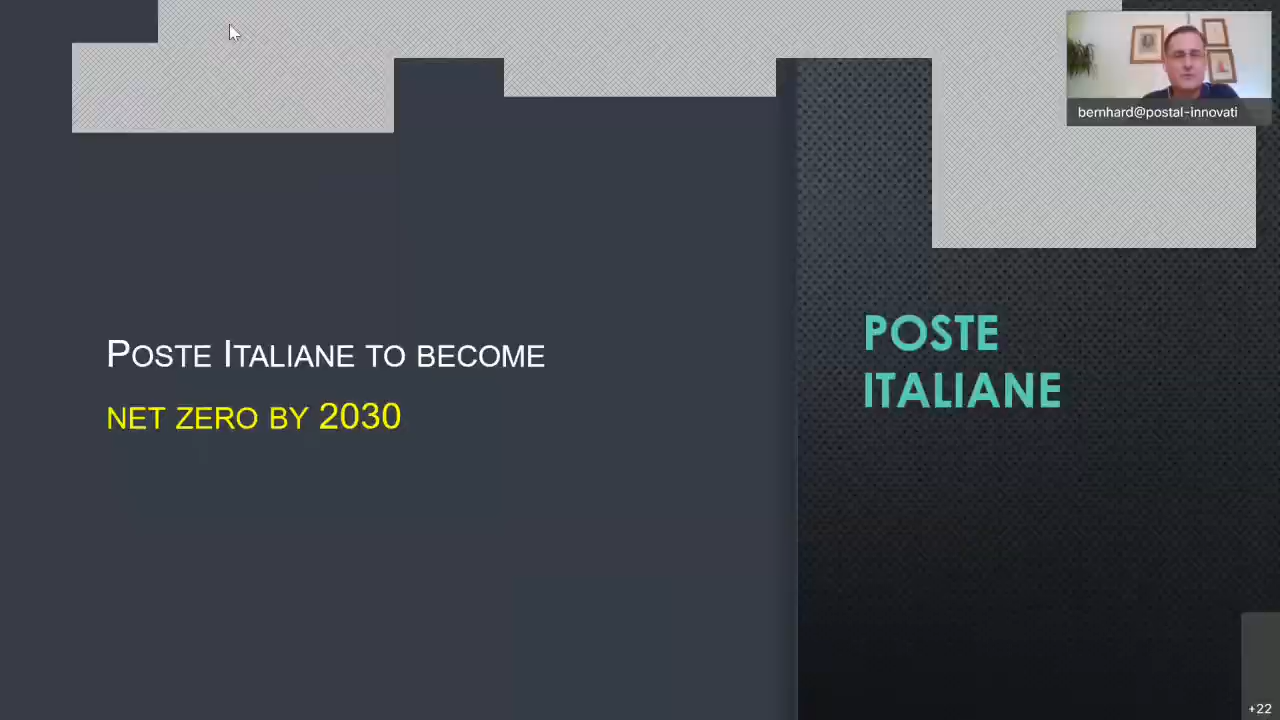 bernhard@postal-innovati
POSTE ITALIANE TO BECOME
NET ZERO BY 2030
POSTE
ITALIANE
+22